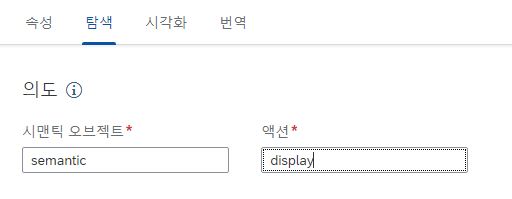 속성 탐색 시각화 번역
의도
시맨틱 오브젝트* 액션*
semantic display